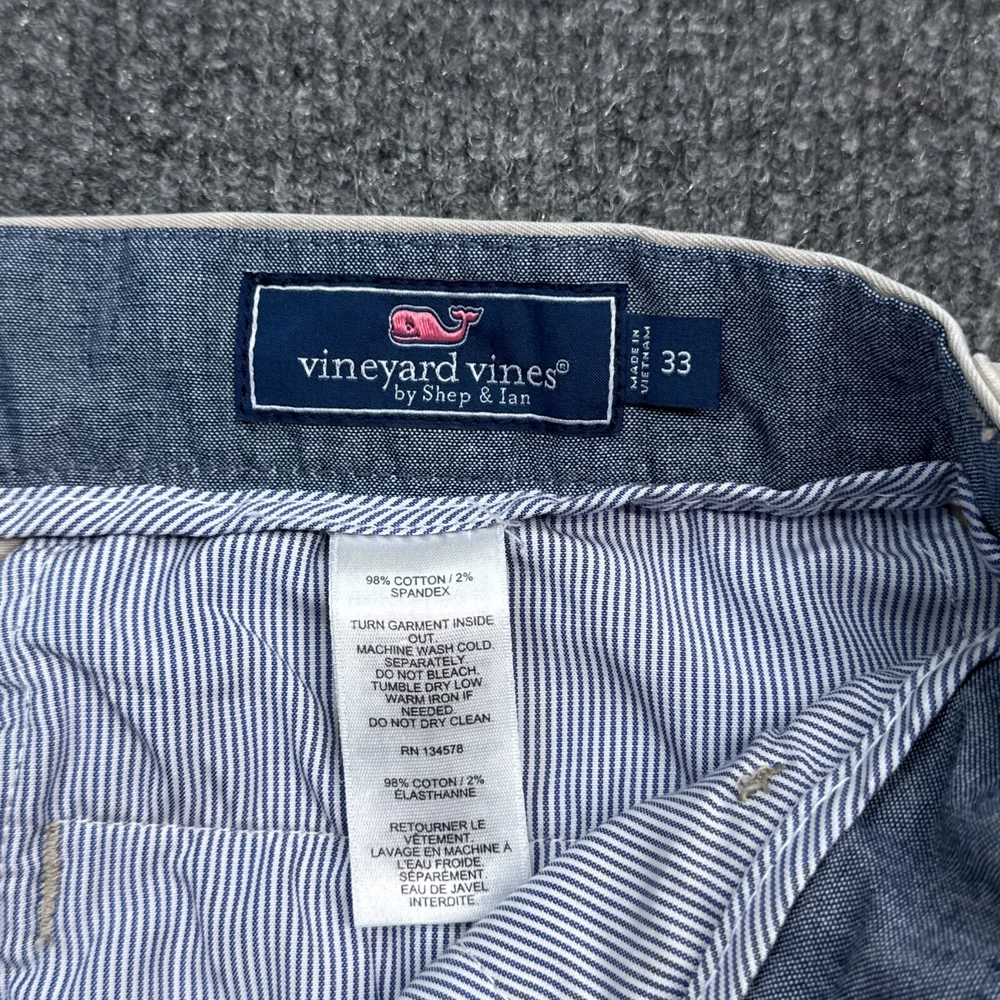 vineyard vines®
by Shep & Ian
MADE IN
VIETNAM
33
98% COTTON / 2%
SPANDEX
TURN GARMENT INSIDE
OUT.
MACHINE WASH COLD.
SEPARATELY
DO NOT BLEACH.
TUMBLE DRY LOW
WARM IRON IF
NEEDED
DO NOT DRY CLEAN
RN 134578
98% COTON / 2%
ÉLASTHANNE
RETOURNER LE
VÊTEMENT
LAVAGE EN MACHINE À
L'EAU FROIDE.
SÉPARÉMENT.
EAU DE JAVEL
INTERDITE.